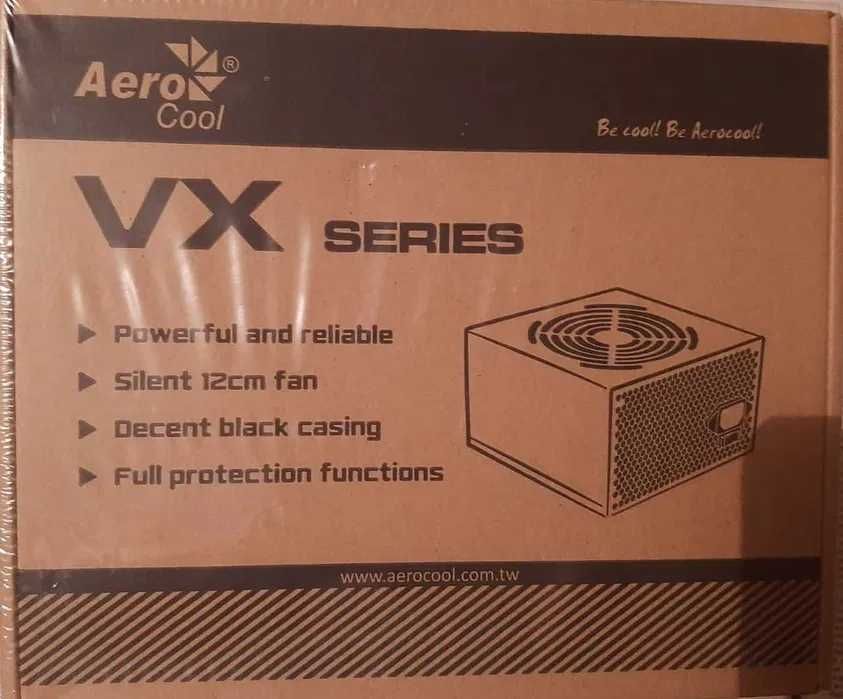 Aero ®
Cool
Be cool! Be Aerocool!
VX SERIES
Powerful and reliable
Silent 12cm fan
Decent black casing
Full protection functions
www.aerocool.com.tw